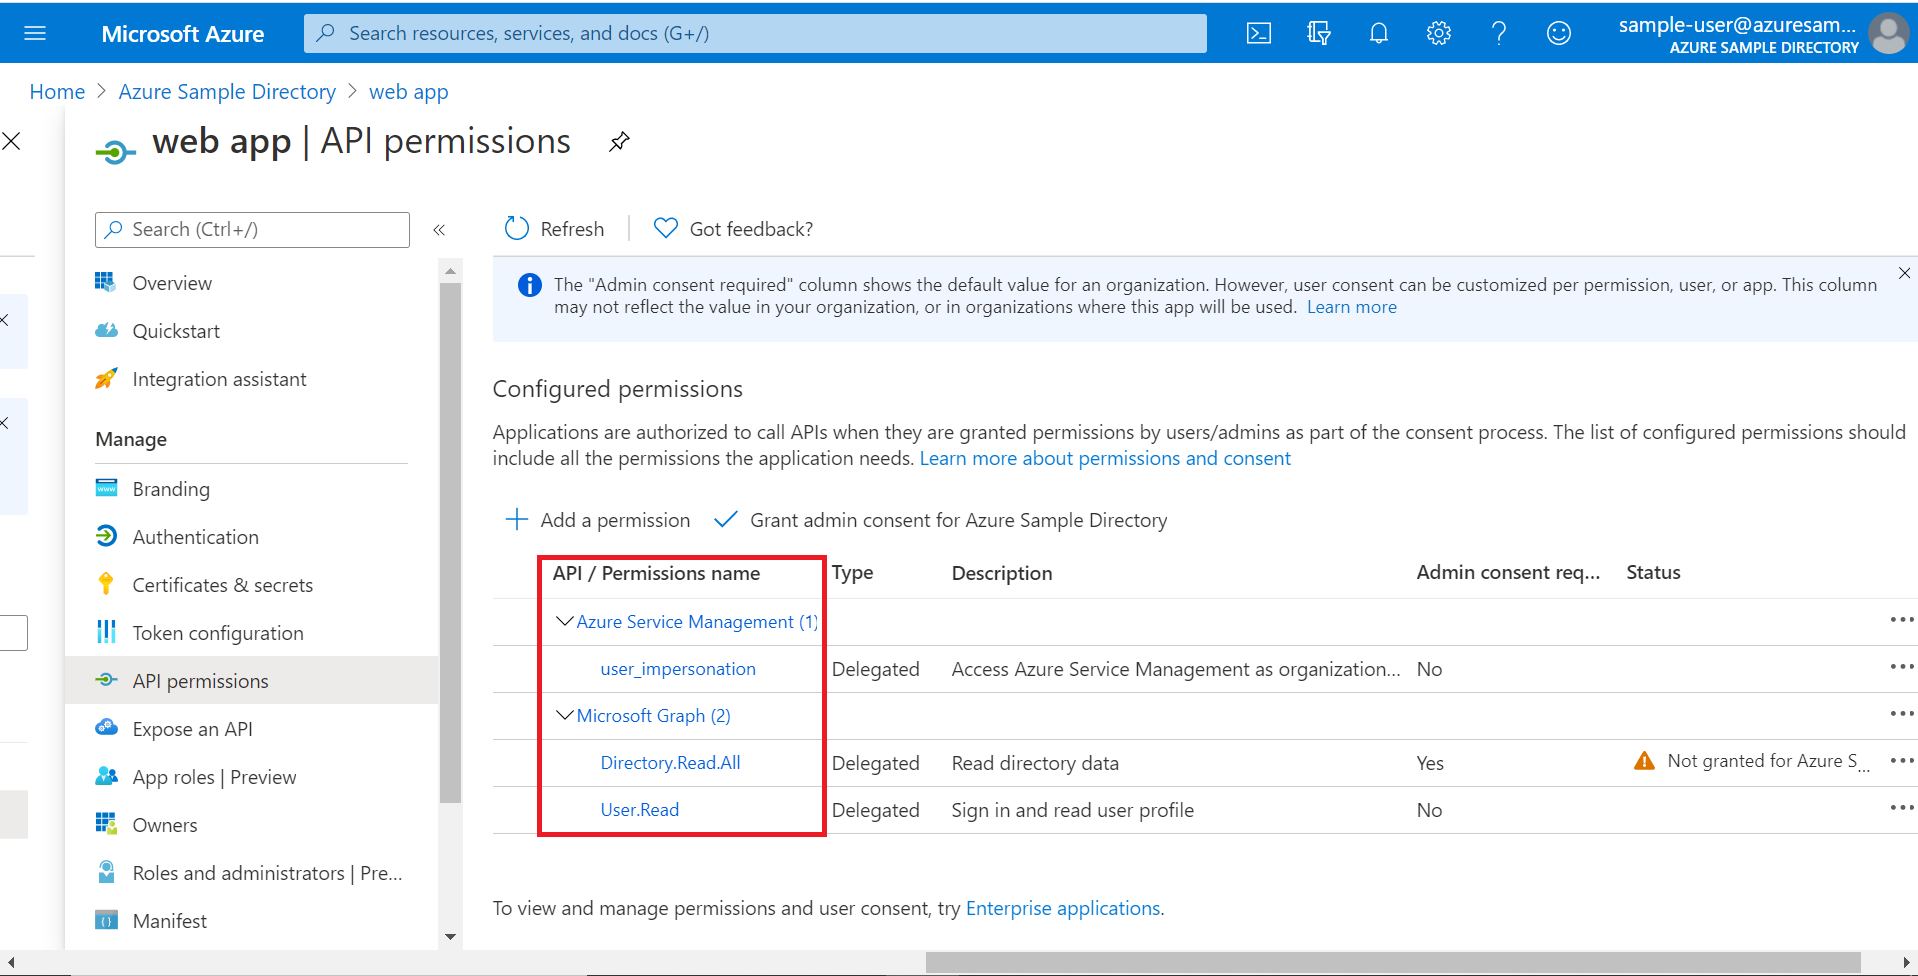 Microsoft Azure
Search resources, services, and docs (G+/)
sample-user@azuresam...
AZURE SAMPLE DIRECTORY
Home > Azure Sample Directory > web app
web app | API permissions
Search (Ctrl+/)
«
Overview
Quickstart
Integration assistant
Manage
Branding
Authentication
Certificates & secrets
Token configuration
API permissions
Expose an API
App roles | Preview
Owners
Roles and administrators | Pre...
Manifest
Refresh
Got feedback?
The "Admin consent required" column shows the default value for an organization. However, user consent can be customized per permission, user, or app. This column
may not reflect the value in your organization, or in organizations where this app will be used. Learn more
Configured permissions
Applications are authorized to call APIs when they are granted permissions by users/admins as part of the consent process. The list of configured permissions should
include all the permissions the application needs. Learn more about permissions and consent
Add a permission
Grant admin consent for Azure Sample Directory
API / Permissions name Type Description Admin consent req... Status
Azure Service Management (1)
user_impersonation Delegated Access Azure Service Management as organization... No
Microsoft Graph (2)
Directory.Read.All Delegated Read directory data Yes Not granted for Azure S...
User.Read Delegated Sign in and read user profile No
To view and manage permissions and user consent, try Enterprise applications.